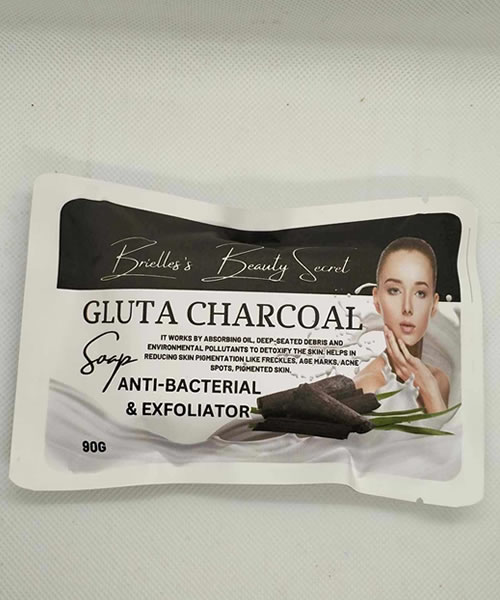 Brielles's Beauty Secret
GLUTA CHARCOAL
Soap
IT WORKS BY ABSORBING OIL, DEEP-SEATED DEBRIS AND
ENVIRONMENTAL POLLUTANTS TO DETOXIFY THE SKIN. HELPS IN
REDUCING SKIN PIGMENTATION LIKE FRECKLES, AGE MARKS, ACNE
SPOTS, PIGMENTED SKIN.
ANTI-BACTERIAL
& EXFOLIATOR
90G